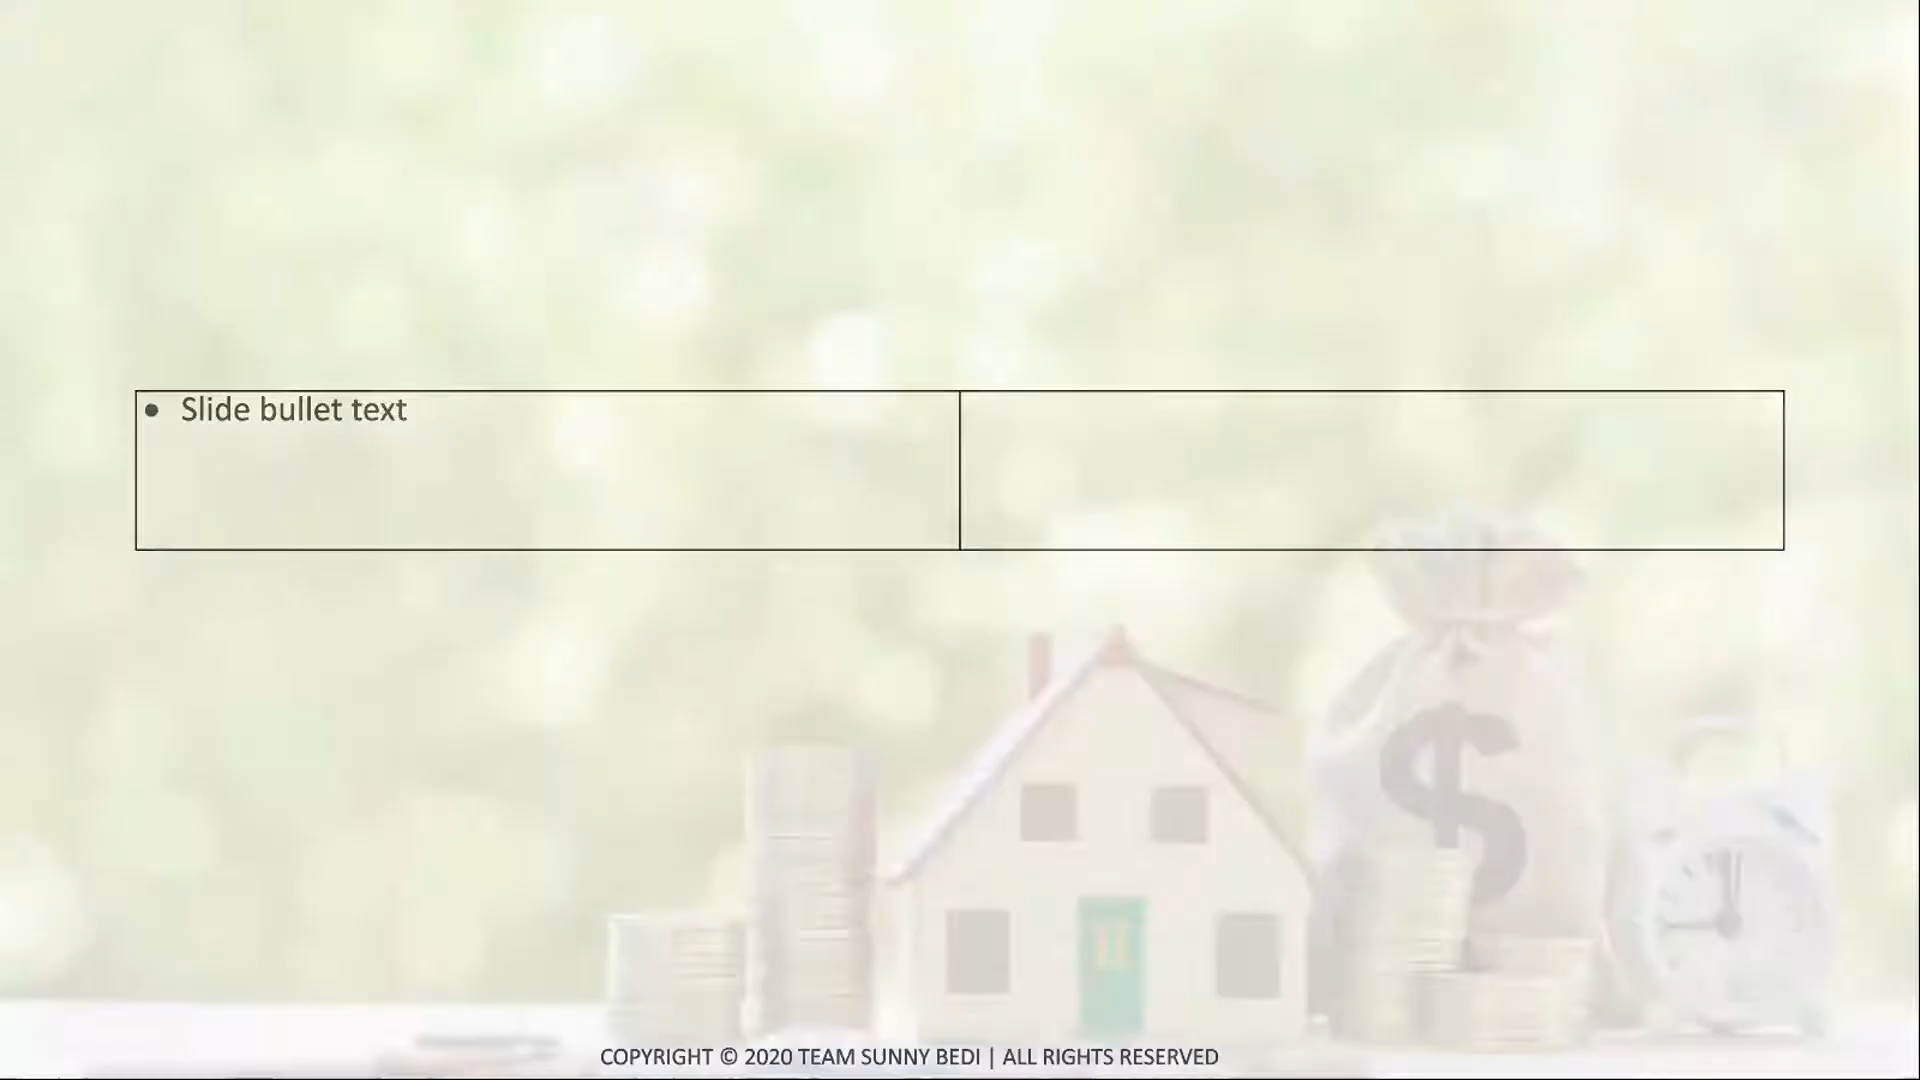 • Slide bullet text
$
COPYRIGHT © 2020 TEAM SUNNY BEDI | ALL RIGHTS RESERVED